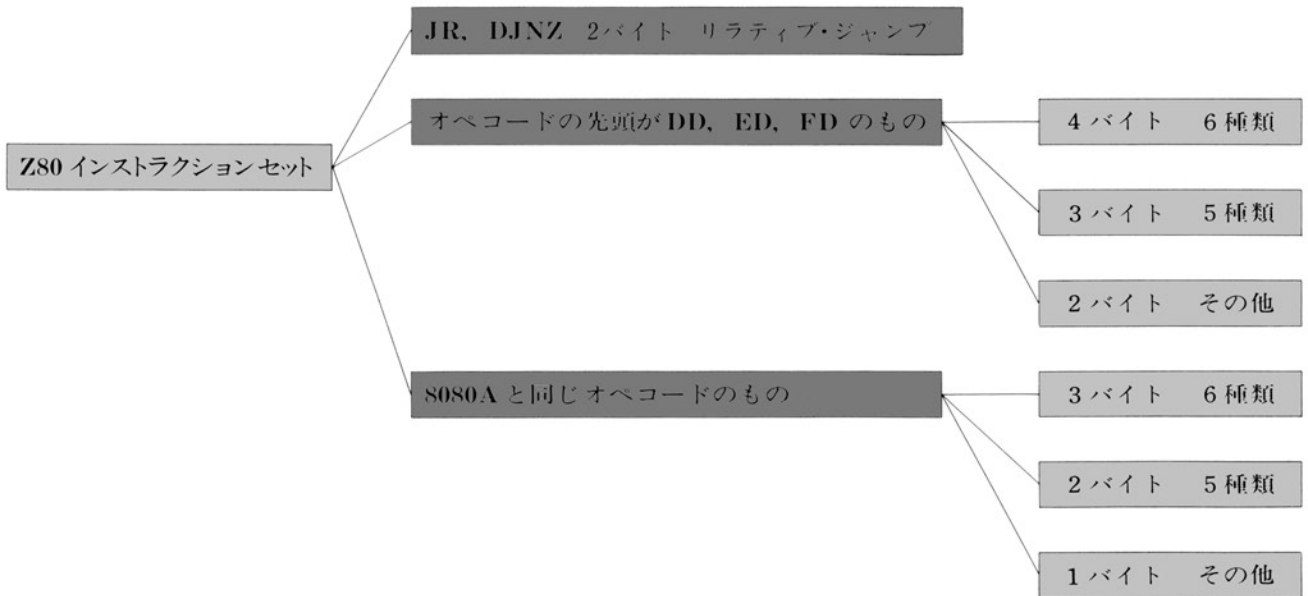 Z80 インストラクションセット
JR, DJNZ 2バイト リラティブ・ジャンプ
オペコードの先頭が DD, ED, FD のもの
4 バイト 6 種類
3 バイト 5 種類
2 バイト その他
8080A と同じオペコードのもの
3 バイト 6 種類
2 バイト 5 種類
1 バイト その他